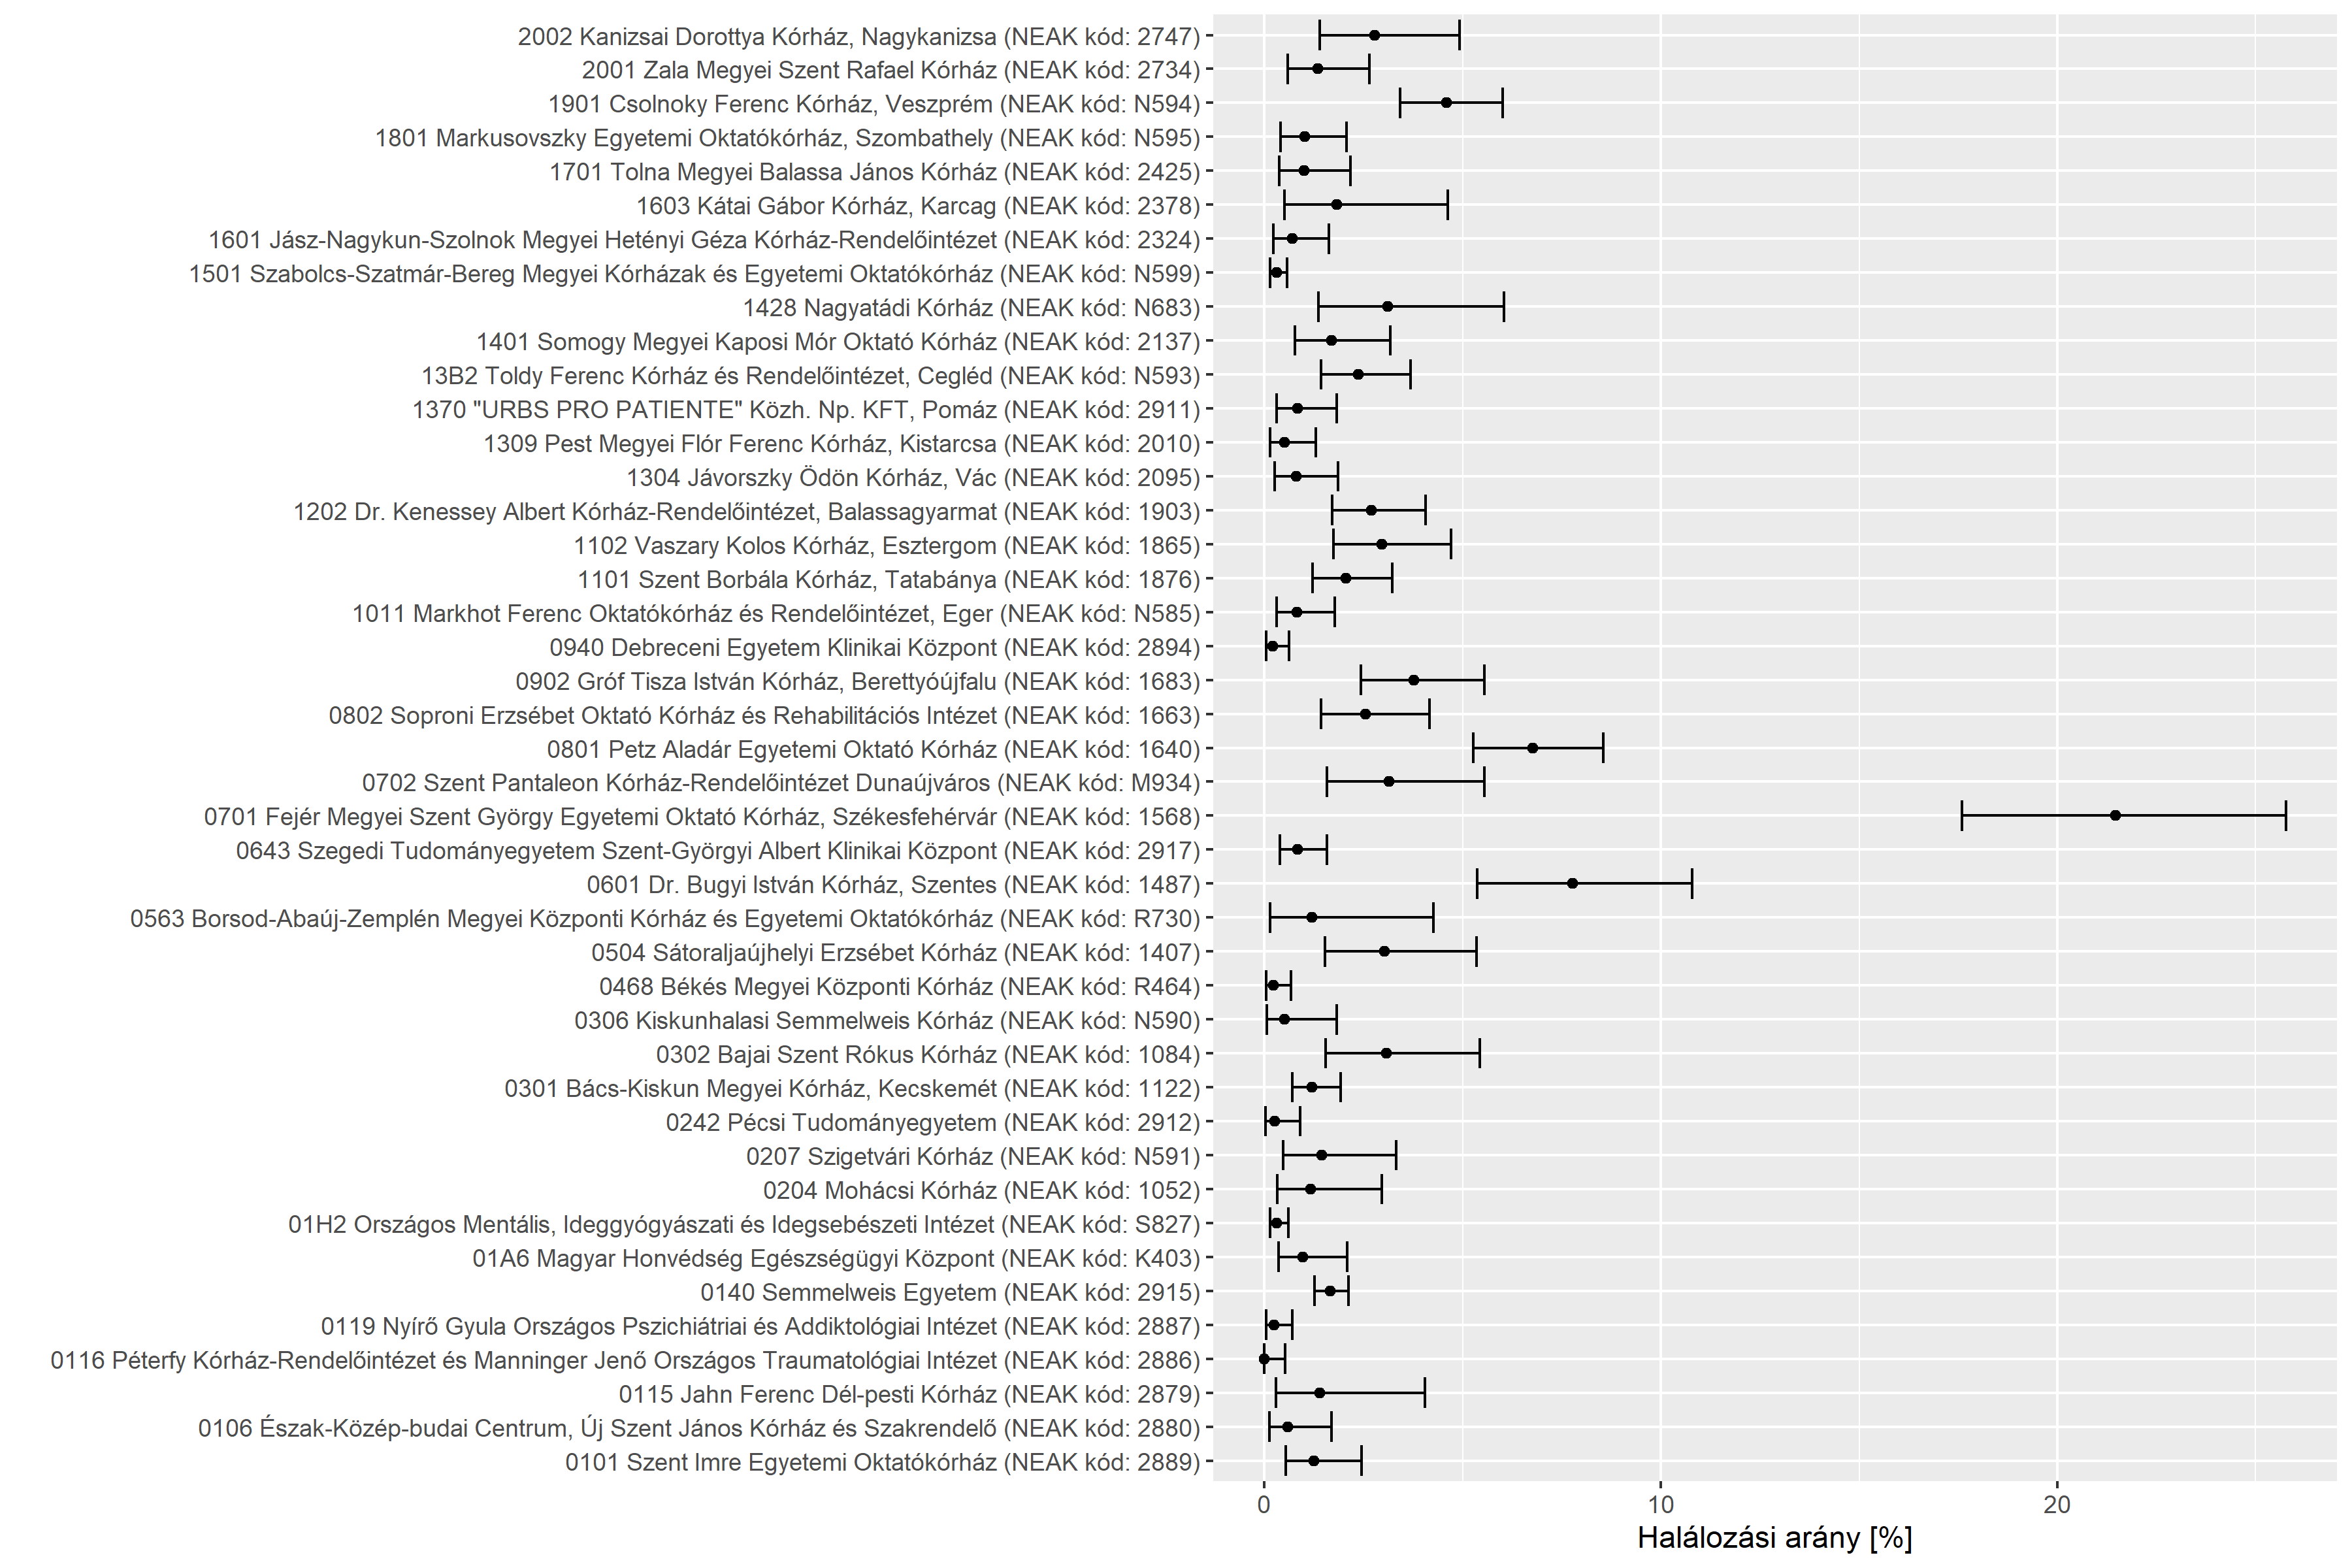 2002 Kanizsai Dorottya Kórház, Nagykanizsa (NEAK kód: 2747)
2001 Zala Megyei Szent Rafael Kórház (NEAK kód: 2734)
1901 Csolnoky Ferenc Kórház, Veszprém (NEAK kód: N594)
1801 Markusovszky Egyetemi Oktatókórház, Szombathely (NEAK kód: N595)
1701 Tolna Megyei Balassa János Kórház (NEAK kód: 2425)
1603 Kátai Gábor Kórház, Karcag (NEAK kód: 2378)
1601 Jász-Nagykun-Szolnok Megyei Hetényi Géza Kórház-Rendelőintézet (NEAK kód: 2324)
1501 Szabolcs-Szatmár-Bereg Megyei Kórházak és Egyetemi Oktatókórház (NEAK kód: N599)
1428 Nagyatádi Kórház (NEAK kód: N683)
1401 Somogy Megyei Kaposi Mór Oktató Kórház (NEAK kód: 2137)
13B2 Toldy Ferenc Kórház és Rendelőintézet, Cegléd (NEAK kód: N593)
1370 "URBS PRO PATIENTE" Közh. Np. KFT, Pomáz (NEAK kód: 2911)
1309 Pest Megyei Flór Ferenc Kórház, Kistarcsa (NEAK kód: 2010)
1304 Jávorszky Ödön Kórház, Vác (NEAK kód: 2095)
1202 Dr. Kenessey Albert Kórház-Rendelőintézet, Balassagyarmat (NEAK kód: 1903)
1102 Vaszary Kolos Kórház, Esztergom (NEAK kód: 1865)
1101 Szent Borbála Kórház, Tatabánya (NEAK kód: 1876)
1011 Markhot Ferenc Oktatókórház és Rendelőintézet, Eger (NEAK kód: N585)
0940 Debreceni Egyetem Klinikai Központ (NEAK kód: 2894)
0902 Gróf Tisza István Kórház, Berettyóújfalu (NEAK kód: 1683)
0802 Soproni Erzsébet Oktató Kórház és Rehabilitációs Intézet (NEAK kód: 1663)
0801 Petz Aladár Egyetemi Oktató Kórház (NEAK kód: 1640)
0702 Szent Pantaleon Kórház-Rendelőintézet Dunaújváros (NEAK kód: M934)
0701 Fejér Megyei Szent György Egyetemi Oktató Kórház, Székesfehérvár (NEAK kód: 1568)
0643 Szegedi Tudományegyetem Szent-Györgyi Albert Klinikai Központ (NEAK kód: 2917)
0601 Dr. Bugyi István Kórház, Szentes (NEAK kód: 1487)
0563 Borsod-Abaúj-Zemplén Megyei Központi Kórház és Egyetemi Oktatókórház (NEAK kód: R730)
0504 Sátoraljaújhelyi Erzsébet Kórház (NEAK kód: 1407)
0468 Békés Megyei Központi Kórház (NEAK kód: R464)
0306 Kiskunhalasi Semmelweis Kórház (NEAK kód: N590)
0302 Bajai Szent Rókus Kórház (NEAK kód: 1084)
0301 Bács-Kiskun Megyei Kórház, Kecskemét (NEAK kód: 1122)
0242 Pécsi Tudományegyetem (NEAK kód: 2912)
0207 Szigetvári Kórház (NEAK kód: N591)
0204 Mohácsi Kórház (NEAK kód: 1052)
01H2 Országos Mentális, Ideggyógyászati és Idegsebészeti Intézet (NEAK kód: S827)
01A6 Magyar Honvédség Egészségügyi Központ (NEAK kód: K403)
0140 Semmelweis Egyetem (NEAK kód: 2915)
0119 Nyírő Gyula Országos Pszichiátriai és Addiktológiai Intézet (NEAK kód: 2887)
0116 Péterfy Kórház-Rendelőintézet és Manninger Jenő Országos Traumatológiai Intézet (NEAK kód: 2886)
0115 Jahn Ferenc Dél-pesti Kórház (NEAK kód: 2879)
0106 Észak-Közép-budai Centrum, Új Szent János Kórház és Szakrendelő (NEAK kód: 2880)
0101 Szent Imre Egyetemi Oktatókórház (NEAK kód: 2889)
0 10 20
Halálozási arány [%]